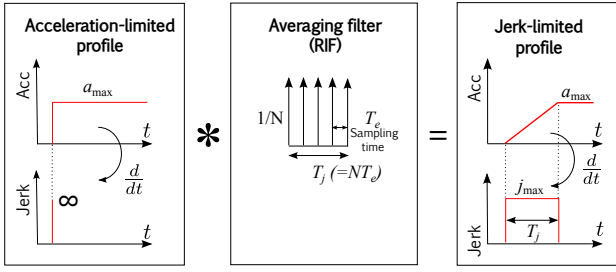 Acceleration-limited
profile
Acc
a_max
t
d/dt
Jerk
∞
t
*
Averaging filter
(RIF)
1/N
T_e
Sampling
time
T_j (=NT_e)
=
Jerk-limited
profile
Acc
a_max
t
d/dt
Jerk
j_max
T_j
t